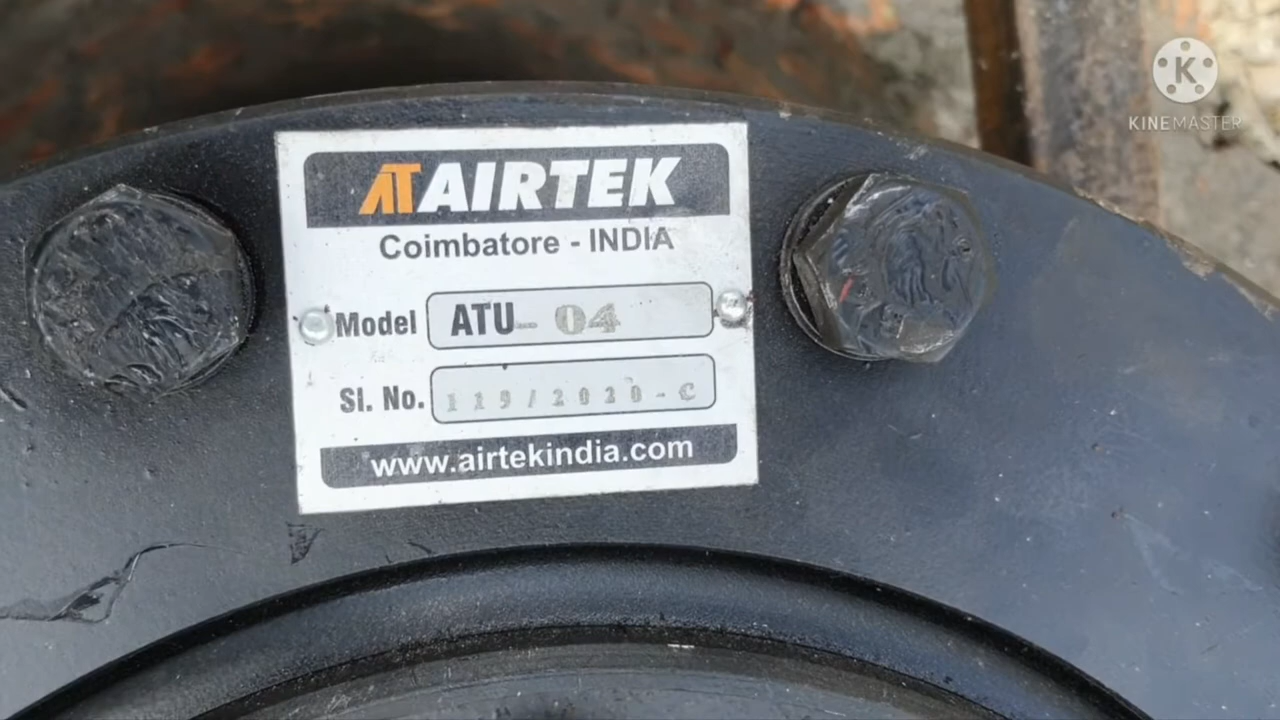 AT AIRTEK
Coimbatore - INDIA
Model ATU - 04
Sl. No. 119/2020-C
www.airtekindia.com
K
KINEMASTER